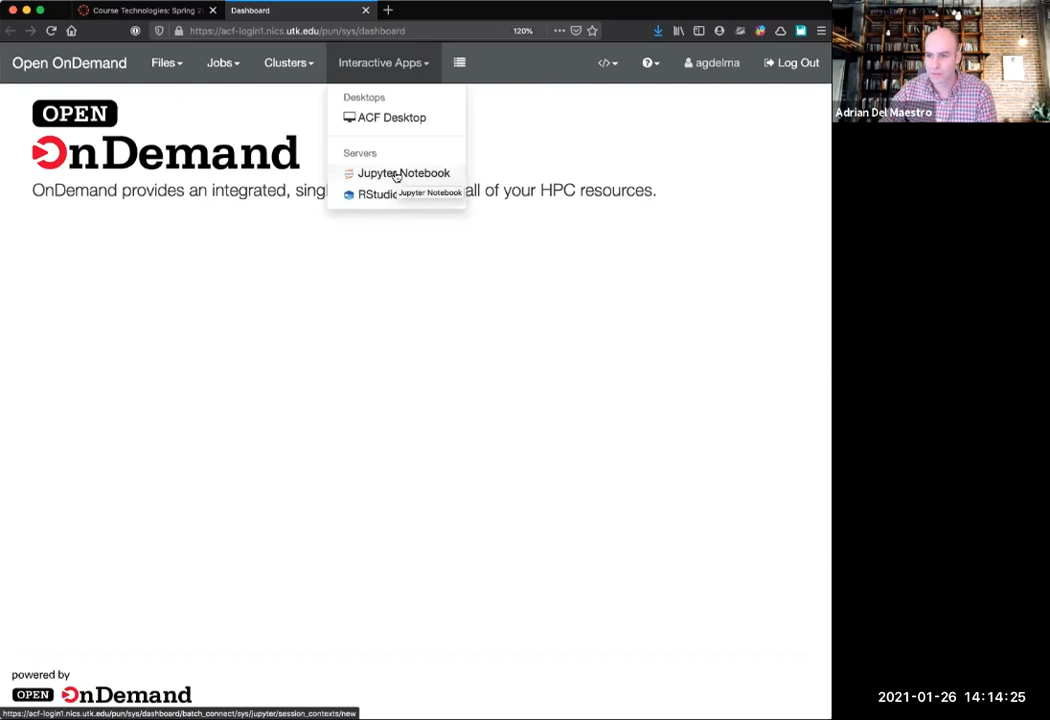 Course Technologies: Spring 2
Dashboard
https://acf-login1.nics.utk.edu/pun/sys/dashboard
120%
Open OnDemand
Files
Jobs
Clusters
Interactive Apps
</>
?
agdelma
Log Out
Adrian Del Maestro
Desktops
ACF Desktop
Servers
Jupyter Notebook
RStudio
Jupyter Notebook
OPEN
OnDemand
OnDemand provides an integrated, singl
all of your HPC resources.
powered by
OPEN OnDemand
https://acf-login1.nics.utk.edu/pun/sys/dashboard/batch_connect/sys/jupyter/session_contexts/new
2021-01-26 14:14:25